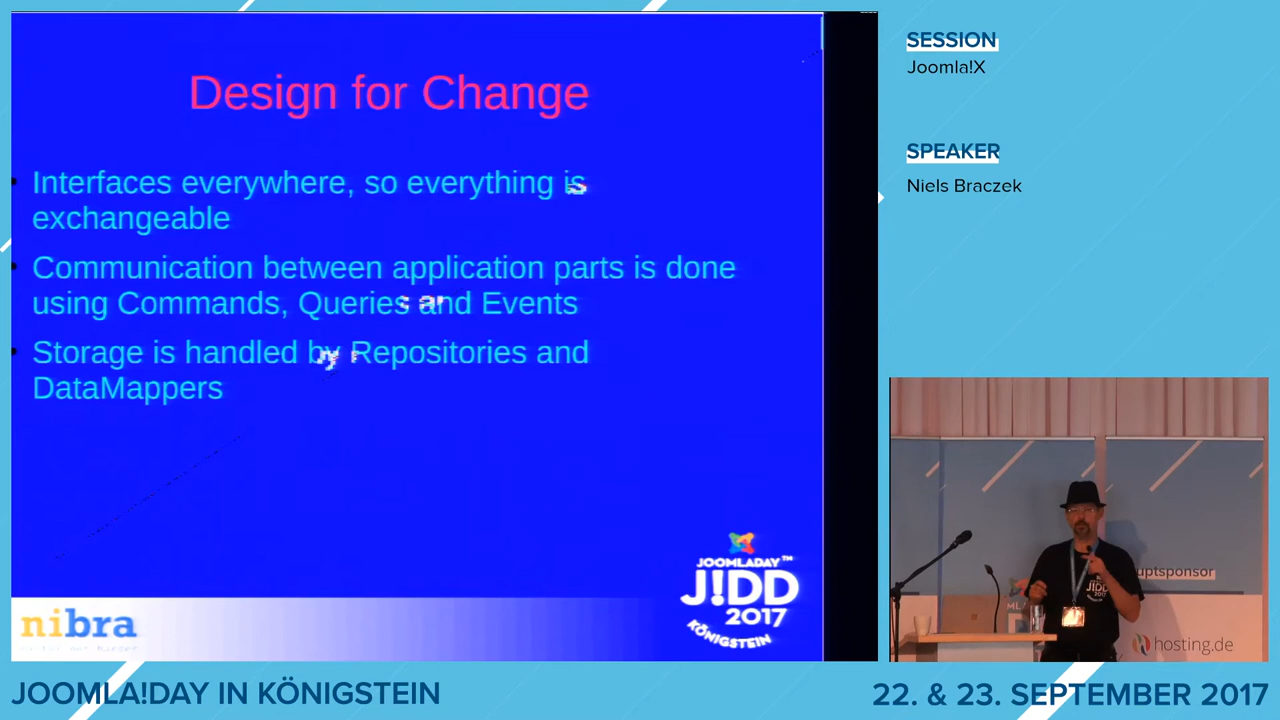 Design for Change
Interfaces everywhere, so everything is
exchangeable
Communication between application parts is done
using Commands, Queries and Events
Storage is handled by Repositories and
DataMappers
nibra
JOOMLADAY™
J!DD
2017
KÖNIGSTEIN
SESSION
Joomla!X
SPEAKER
Niels Braczek
uptsponsor
J!DD
hosting.de
JOOMLA!DAY IN KÖNIGSTEIN
22. & 23. SEPTEMBER 2017